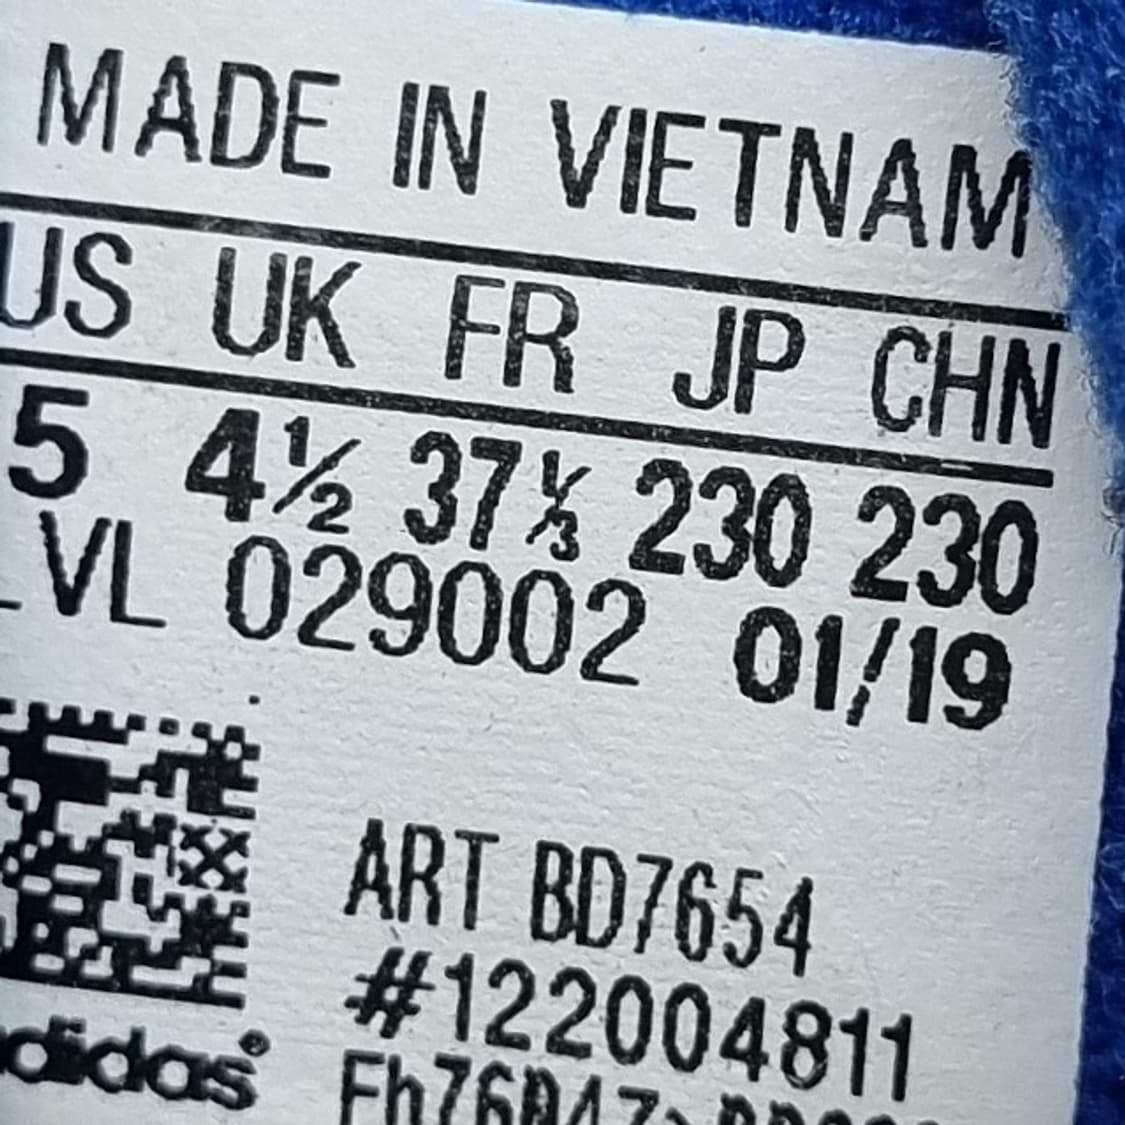 MADE IN VIETNAM
US UK FR JP CHN
5 4½ 37⅓ 230 230
LVL 029002 01/19
ART BD7654
#122004811
adidas